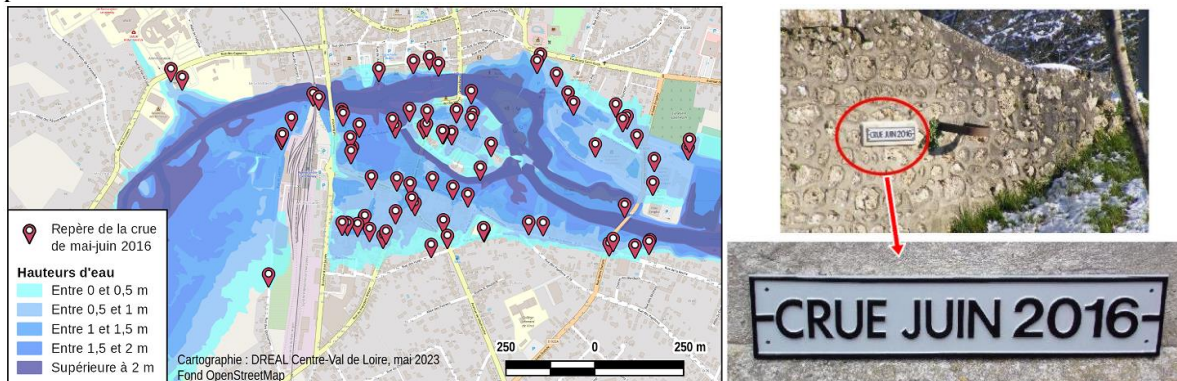 Repère de la crue
de mai-juin 2016
Hauteurs d'eau
Entre 0 et 0,5 m
Entre 0,5 et 1 m
Entre 1 et 1,5 m
Entre 1,5 et 2 m
Supérieure à 2 m
Cartographie : DREAL Centre-Val de Loire, mai 2023
Fond OpenStreetMap
250 0 250 m
CRUE JUIN 2016
CRUE JUIN 2016